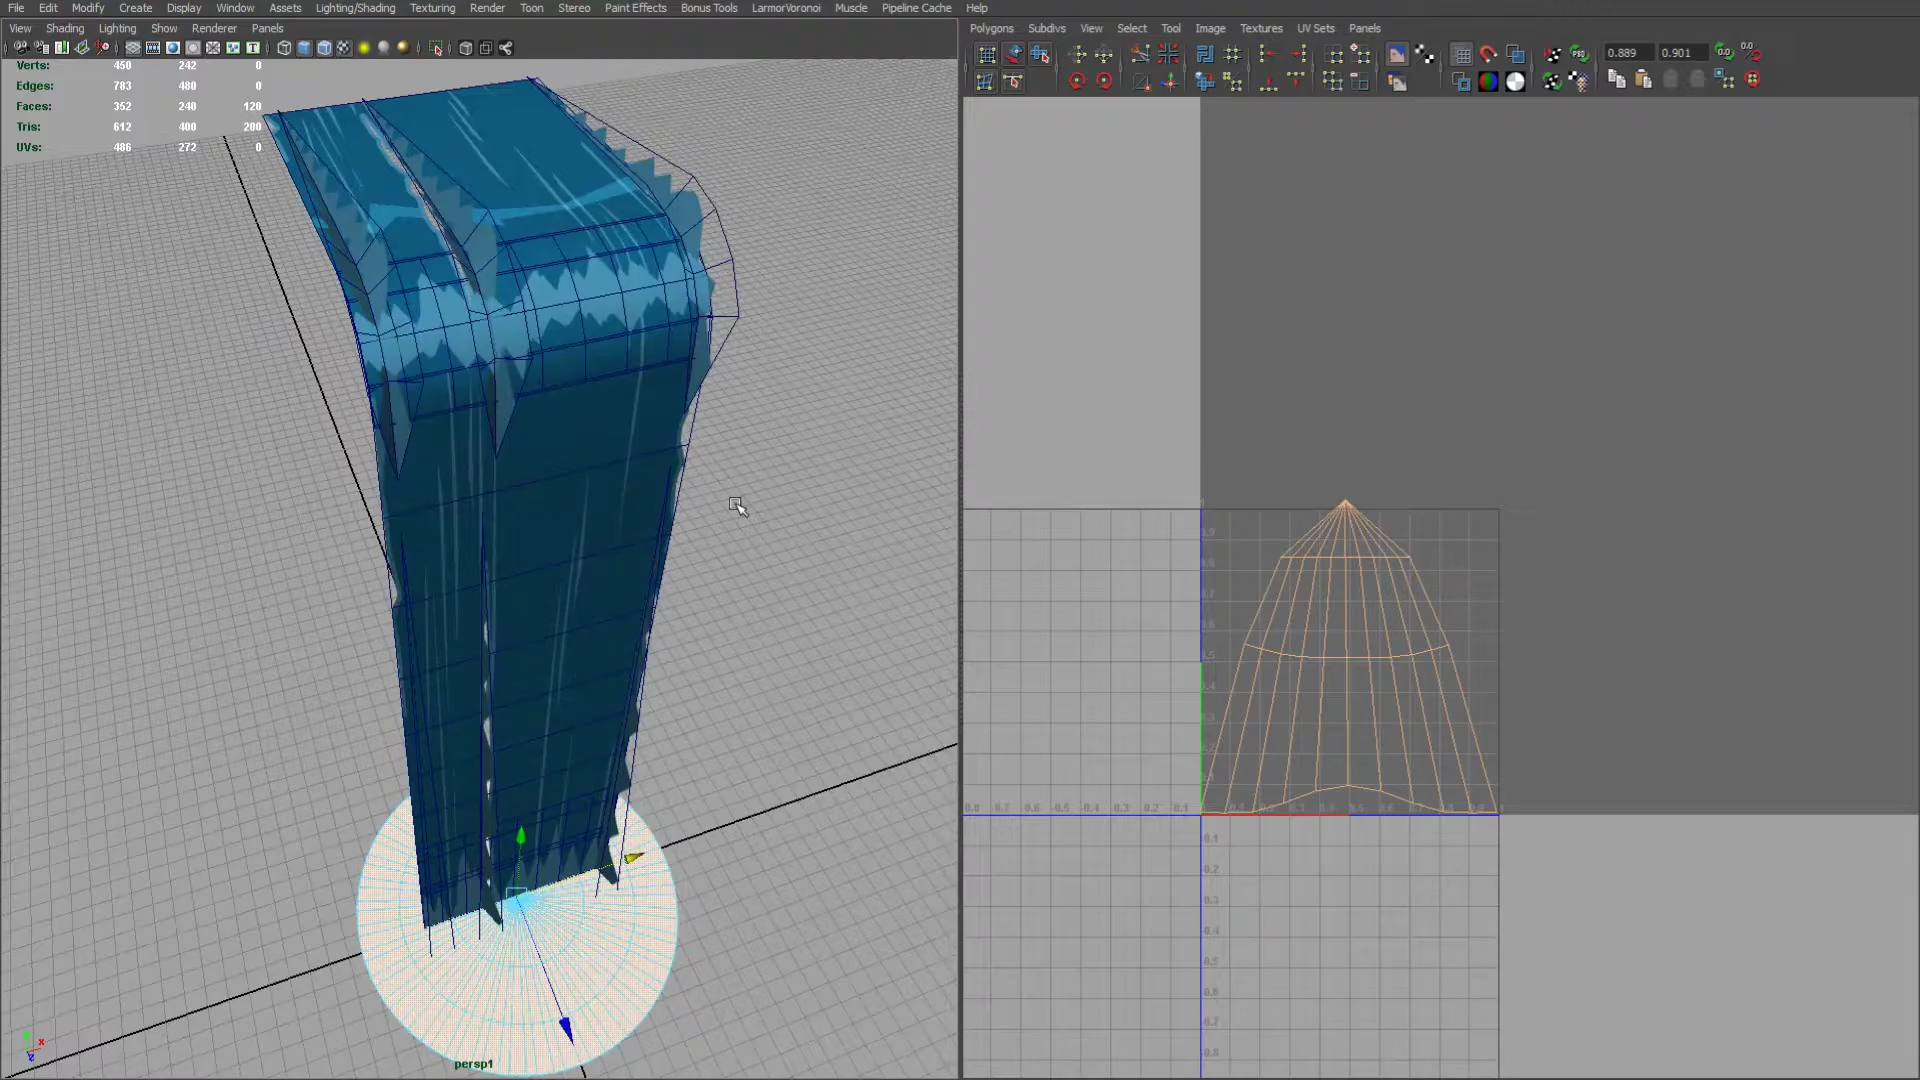 File Edit Modify Create Display Window Assets Lighting/Shading Texturing Render Toon Stereo Paint Effects Bonus Tools LarmorVoronoi Muscle Pipeline Cache Help
View Shading Lighting Show Renderer Panels
Polygons Subdivs View Select Tool Image Textures UV Sets Panels
0.889 0.901
Verts: 450 242 0
Edges: 783 480 0
Faces: 352 240 120
Tris: 612 400 200
UVs: 486 272 0
persp1